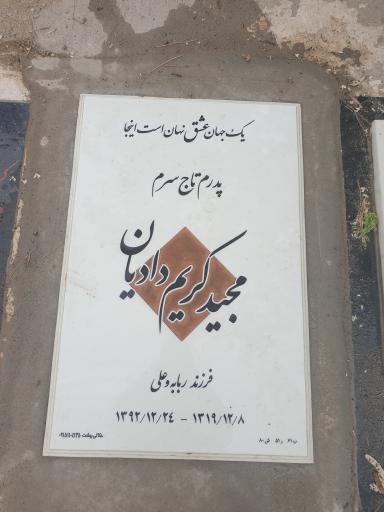 یک جهان عشق نهان است اینجا
پدرم تاج سرم
مجید کریم دادیان
فرزند ربابه و علی
۱۳۱۹/۱۲/۸ - ۱۳۹۲/۱۲/۲۴